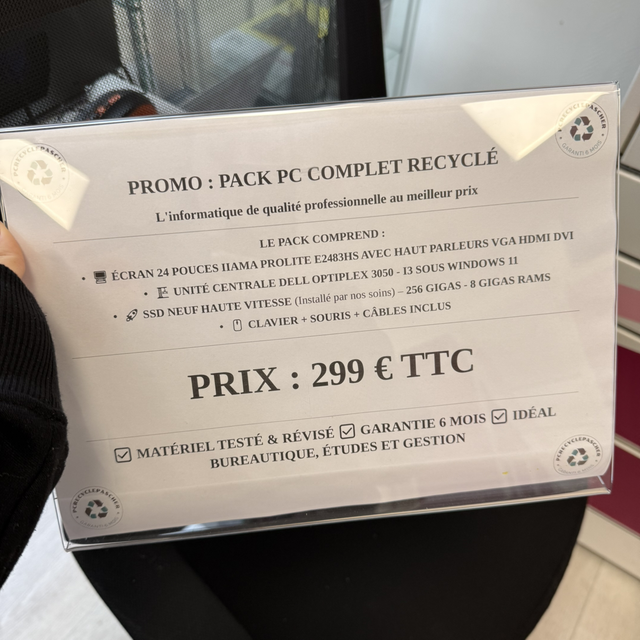 PROMO : PACK PC COMPLET RECYCLÉ
L'informatique de qualité professionnelle au meilleur prix
LE PACK COMPREND :
• ÉCRAN 24 POUCES IIAMA PROLITE E2483HS AVEC HAUT PARLEURS VGA HDMI DVI
• UNITÉ CENTRALE DELL OPTIPLEX 3050 - I3 SOUS WINDOWS 11
• SSD NEUF HAUTE VITESSE (Installé par nos soins) – 256 GIGAS - 8 GIGAS RAMS
• CLAVIER + SOURIS + CÂBLES INCLUS
PRIX : 299 € TTC
☑ MATÉRIEL TESTÉ & RÉVISÉ ☑ GARANTIE 6 MOIS ☑ IDÉAL
BUREAUTIQUE, ÉTUDES ET GESTION